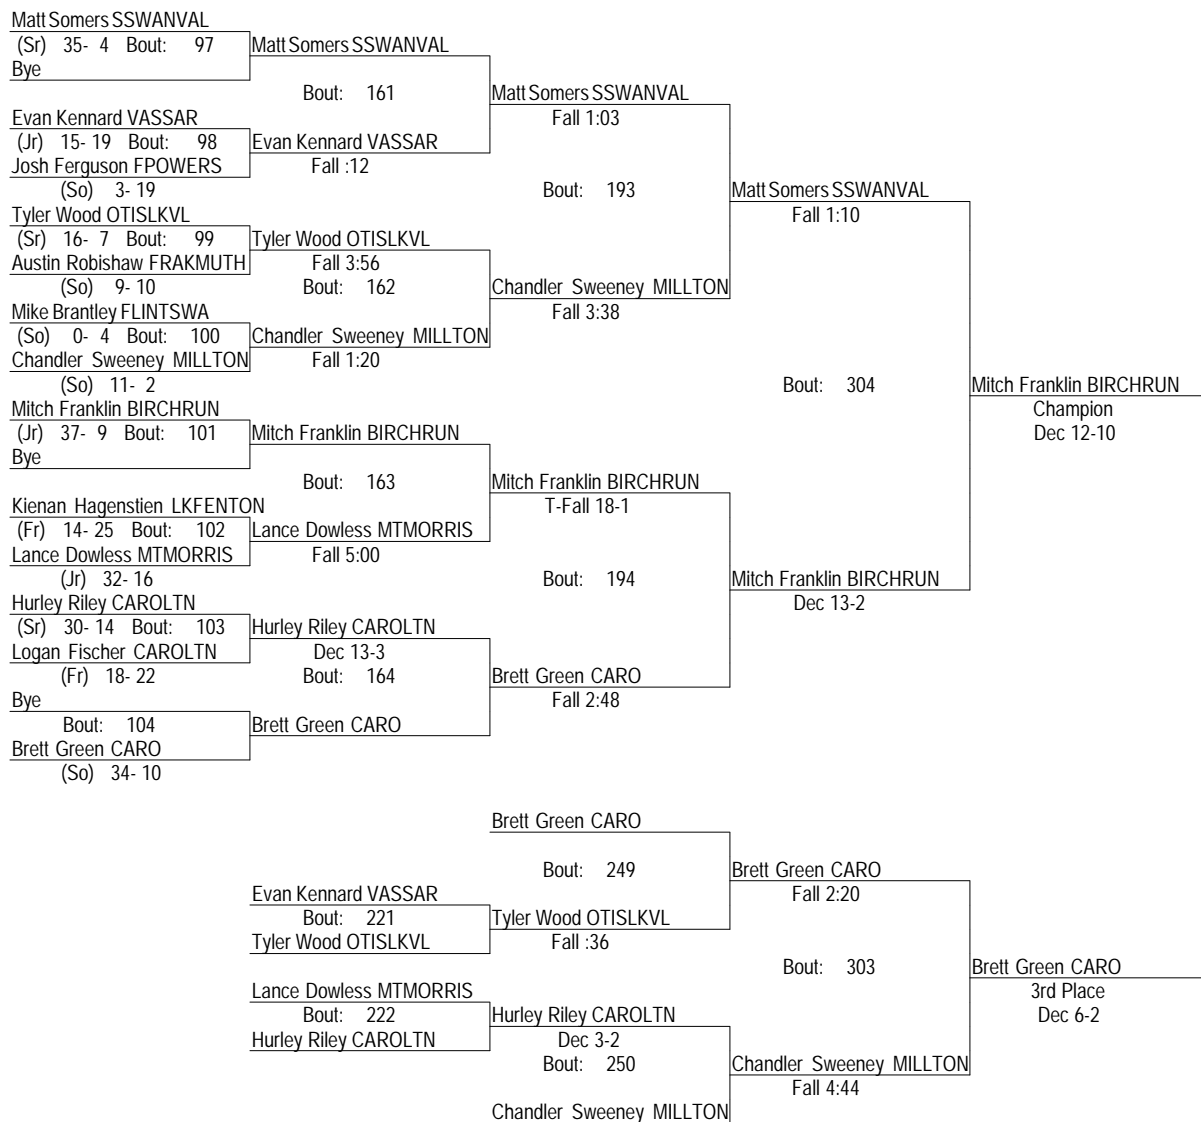 Matt Somers SSWANVAL
(Sr) 35- 4 Bout: 97 Matt Somers SSWANVAL
Bye
Bout: 161 Matt Somers SSWANVAL
Evan Kennard VASSAR Fall 1:03
(Jr) 15- 19 Bout: 98 Evan Kennard VASSAR
Josh Ferguson FPOWERS Fall :12
(So) 3- 19 Bout: 193 Matt Somers SSWANVAL
Tyler Wood OTISLKVL Fall 1:10
(Sr) 16- 7 Bout: 99 Tyler Wood OTISLKVL
Austin Robishaw FRAKMUTH Fall 3:56
(So) 9- 10 Bout: 162 Chandler Sweeney MILLTON
Mike Brantley FLINTSWA Fall 3:38
(So) 0- 4 Bout: 100 Chandler Sweeney MILLTON
Chandler Sweeney MILLTON Fall 1:20
(So) 11- 2 Bout: 304 Mitch Franklin BIRCHRUN
Mitch Franklin BIRCHRUN Champion
(Jr) 37- 9 Bout: 101 Mitch Franklin BIRCHRUN Dec 12-10
Bye
Bout: 163 Mitch Franklin BIRCHRUN
Kienan Hagenstien LKFENTON T-Fall 18-1
(Fr) 14- 25 Bout: 102 Lance Dowless MTMORRIS
Lance Dowless MTMORRIS Fall 5:00
(Jr) 32- 16 Bout: 194 Mitch Franklin BIRCHRUN
Hurley Riley CAROLTN Dec 13-2
(Sr) 30- 14 Bout: 103 Hurley Riley CAROLTN
Logan Fischer CAROLTN Dec 13-3
(Fr) 18- 22 Bout: 164 Brett Green CARO
Bye Fall 2:48
Bout: 104 Brett Green CARO
Brett Green CARO
(So) 34- 10
Brett Green CARO
Bout: 249 Brett Green CARO
Evan Kennard VASSAR Fall 2:20
Bout: 221 Tyler Wood OTISLKVL
Tyler Wood OTISLKVL Fall :36
Bout: 303 Brett Green CARO
Lance Dowless MTMORRIS 3rd Place
Bout: 222 Hurley Riley CAROLTN Dec 6-2
Hurley Riley CAROLTN Dec 3-2
Bout: 250 Chandler Sweeney MILLTON
Fall 4:44
Chandler Sweeney MILLTON